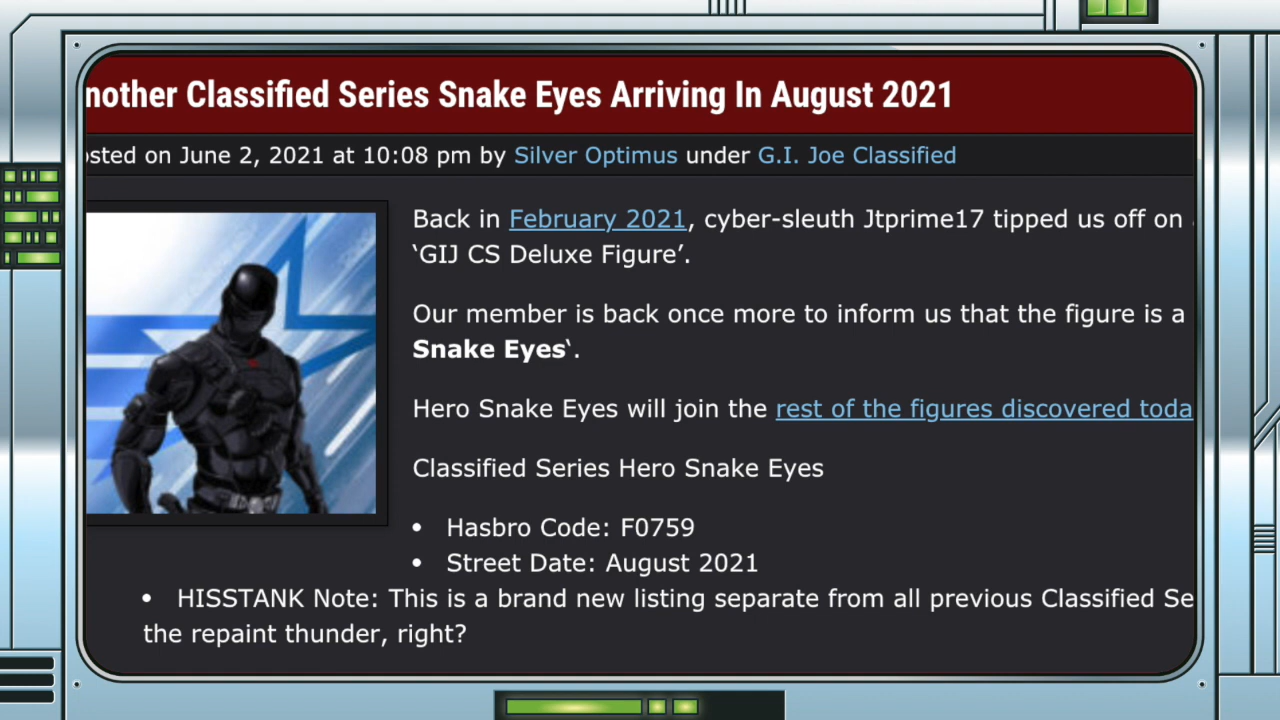 nother Classified Series Snake Eyes Arriving In August 2021
osted on June 2, 2021 at 10:08 pm by Silver Optimus under G.I. Joe Classified
Back in February 2021, cyber-sleuth Jtprime17 tipped us off on
‘GIJ CS Deluxe Figure’.
Our member is back once more to inform us that the figure is a
Snake Eyes‘.
Hero Snake Eyes will join the rest of the figures discovered toda
Classified Series Hero Snake Eyes
• Hasbro Code: F0759
• Street Date: August 2021
• HISSTANK Note: This is a brand new listing separate from all previous Classified Se
the repaint thunder, right?